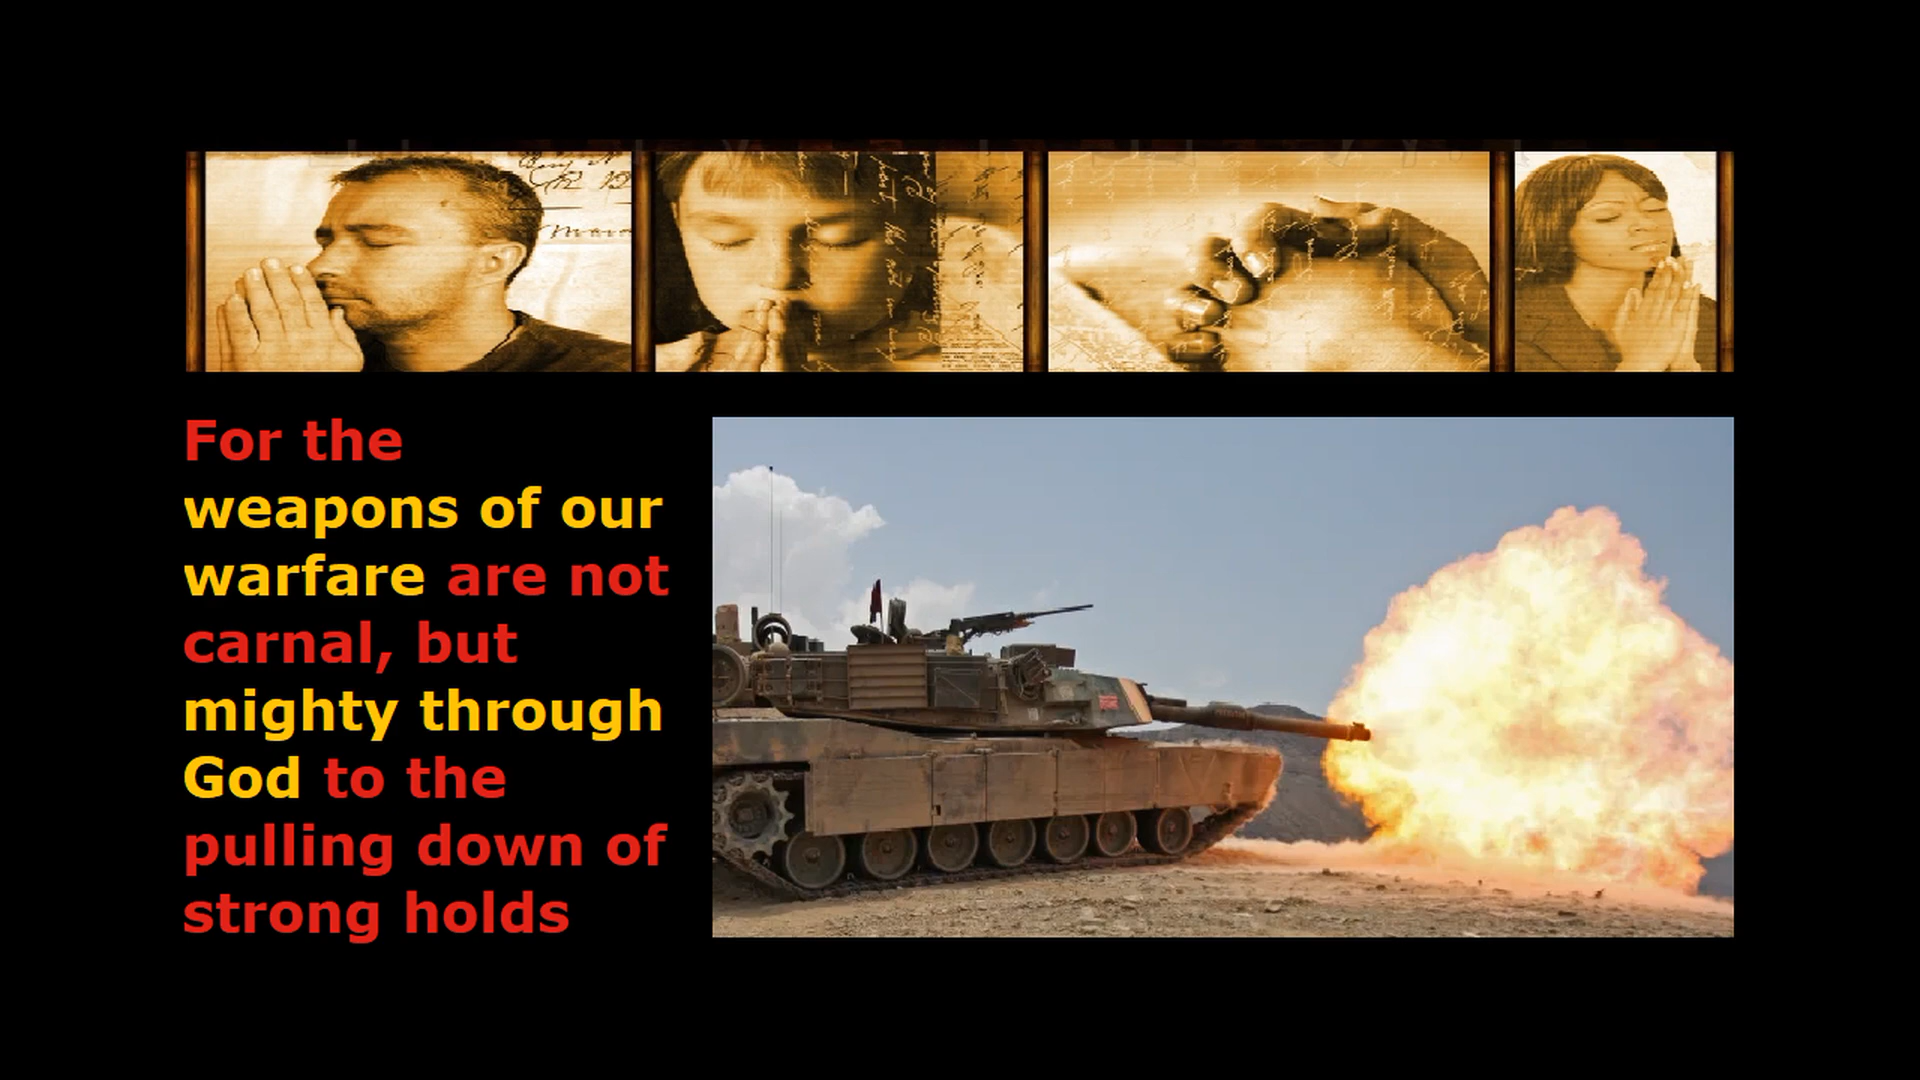 For the
weapons of our
warfare are not
carnal, but
mighty through
God to the
pulling down of
strong holds